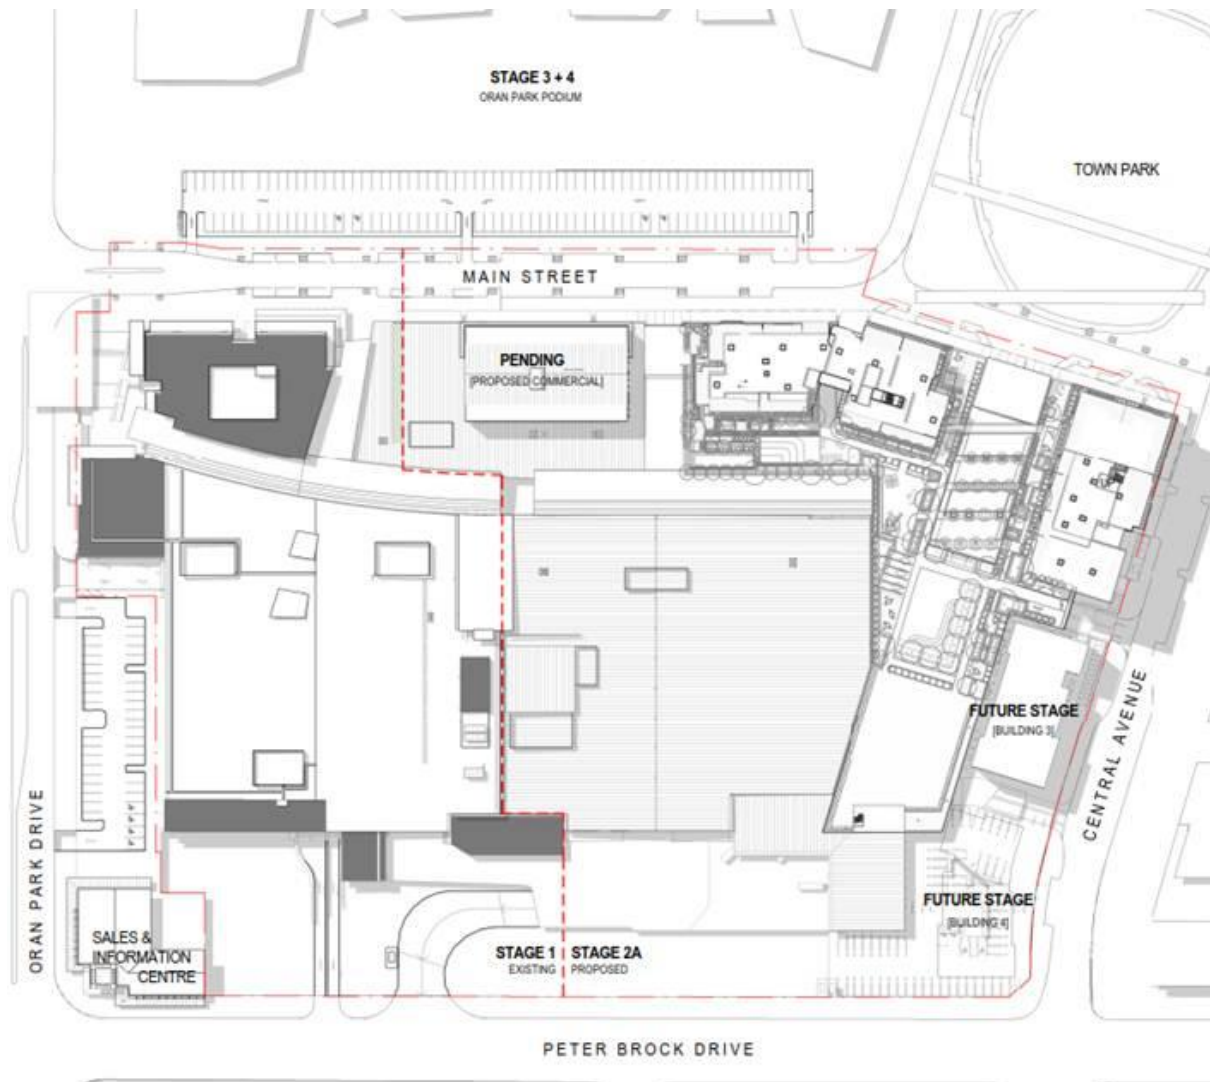 STAGE 3 + 4
ORAN PARK PODIUM
TOWN PARK
MAIN STREET
PENDING
[PROPOSED COMMERCIAL]
FUTURE STAGE
[BUILDING 3]
CENTRAL AVENUE
ORAN PARK DRIVE
FUTURE STAGE
[BUILDING 4]
SALES &
INFORMATION
CENTRE
STAGE 1
EXISTING
STAGE 2A
PROPOSED
PETER BROCK DRIVE